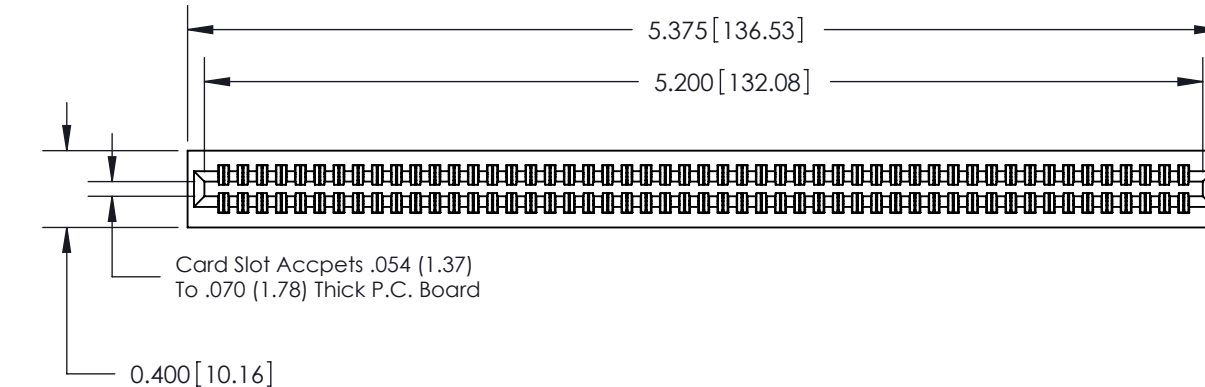 5.375[136.53]
5.200[132.08]
Card Slot Accpets .054 (1.37)
To .070 (1.78) Thick P.C. Board
0.400[10.16]